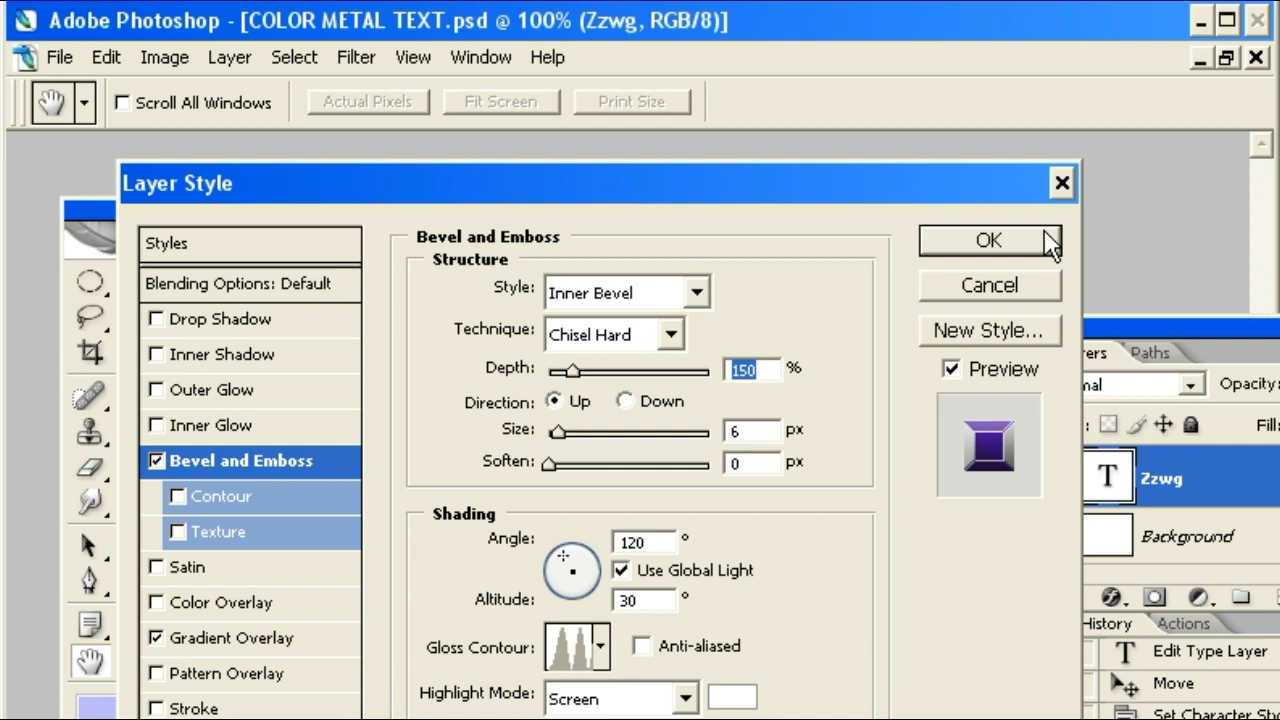 Adobe Photoshop - [COLOR METAL TEXT.psd @ 100% (Zzwg, RGB/8)]
File Edit Image Layer Select Filter View Window Help
Scroll All Windows Actual Pixels Fit Screen Print Size
Layer Style
Styles
Blending Options: Default
Drop Shadow
Inner Shadow
Outer Glow
Inner Glow
Bevel and Emboss
Contour
Texture
Satin
Color Overlay
Gradient Overlay
Pattern Overlay
Stroke
Bevel and Emboss
Structure
Style: Inner Bevel
Technique: Chisel Hard
Depth: 150 %
Direction: Up Down
Size: 6 px
Soften: 0 px
Shading
Angle: 120 °
Use Global Light
Altitude: 30 °
Gloss Contour: Anti-aliased
Highlight Mode: Screen
OK
Cancel
New Style...
Preview
ers Paths
nal Opacity:
: Fill:
T Zzwg
Background
History Actions
T Edit Type Layer
Move
Set Character Sty